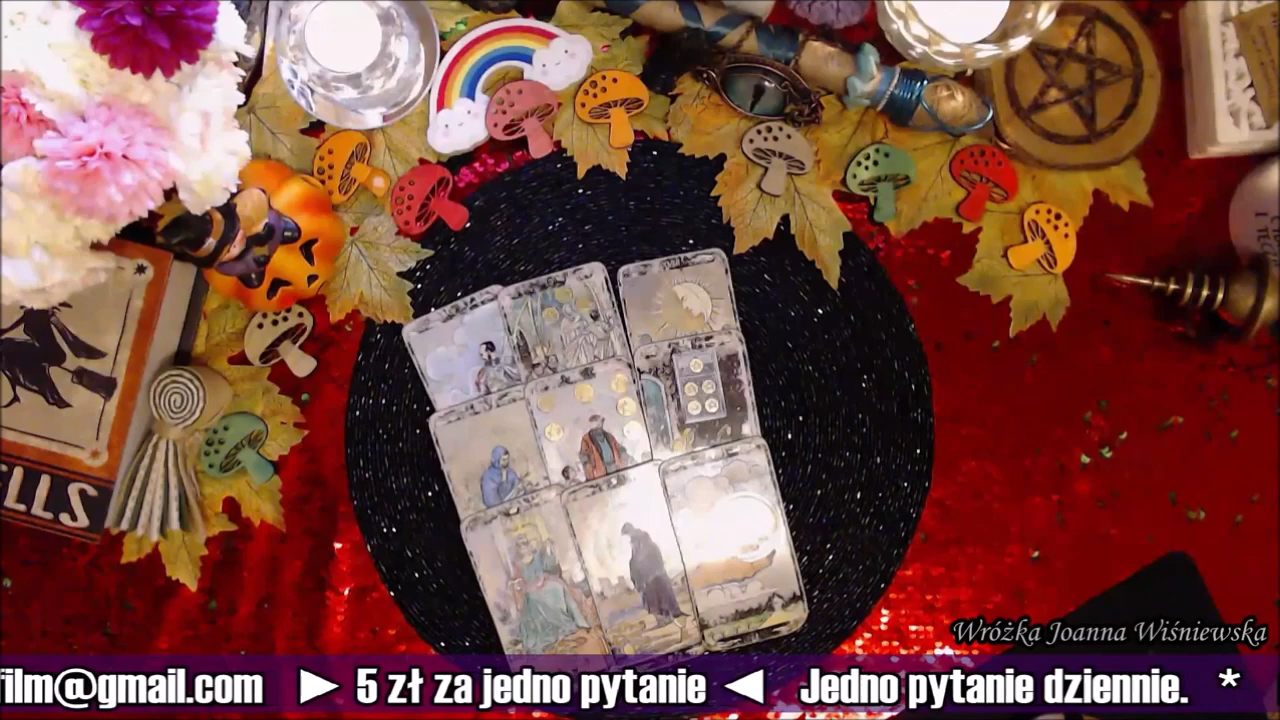 ELLS
Wróżka Joanna Wiśniewska
film@gmail.com ► 5 zł za jedno pytanie ◄ Jedno pytanie dziennie. *